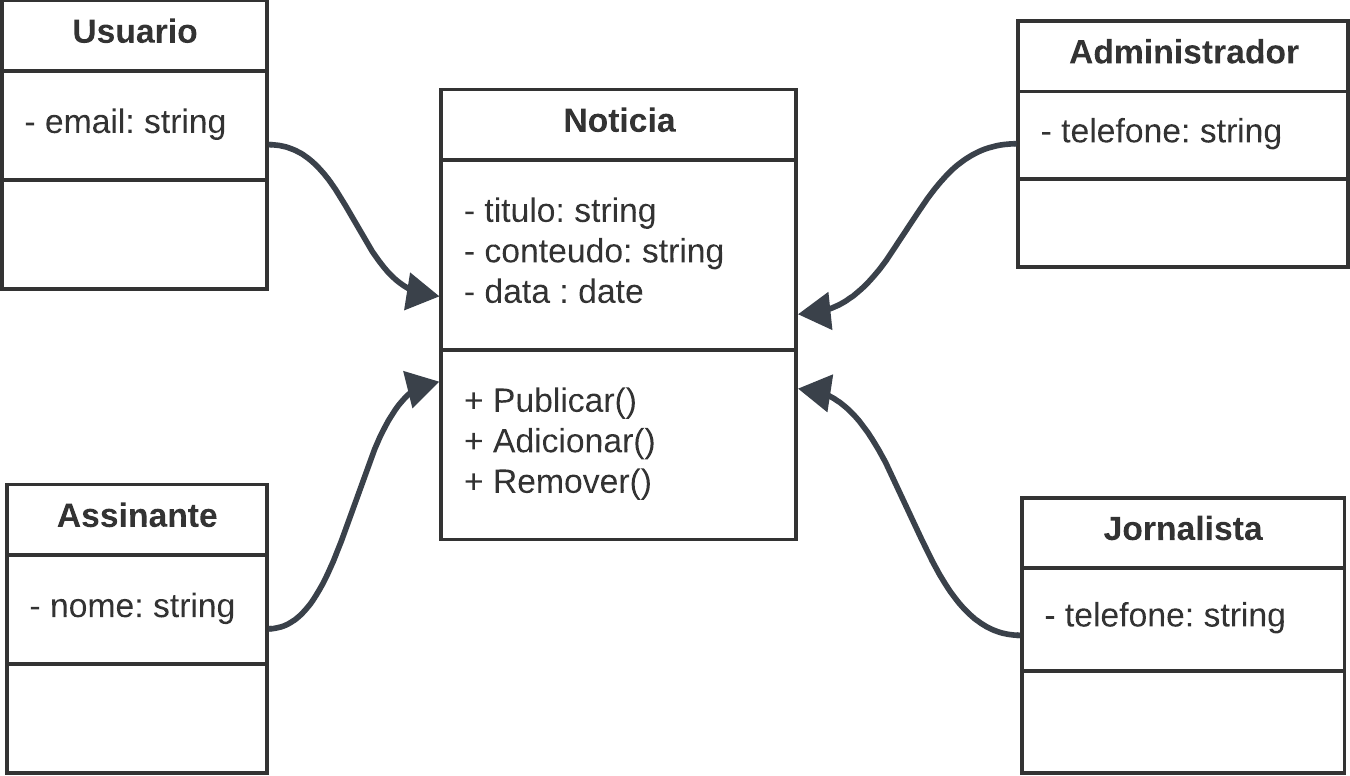 Usuario
- email: string
Administrador
- telefone: string
Noticia
- titulo: string
- conteudo: string
- data : date
+ Publicar()
+ Adicionar()
+ Remover()
Assinante
- nome: string
Jornalista
- telefone: string